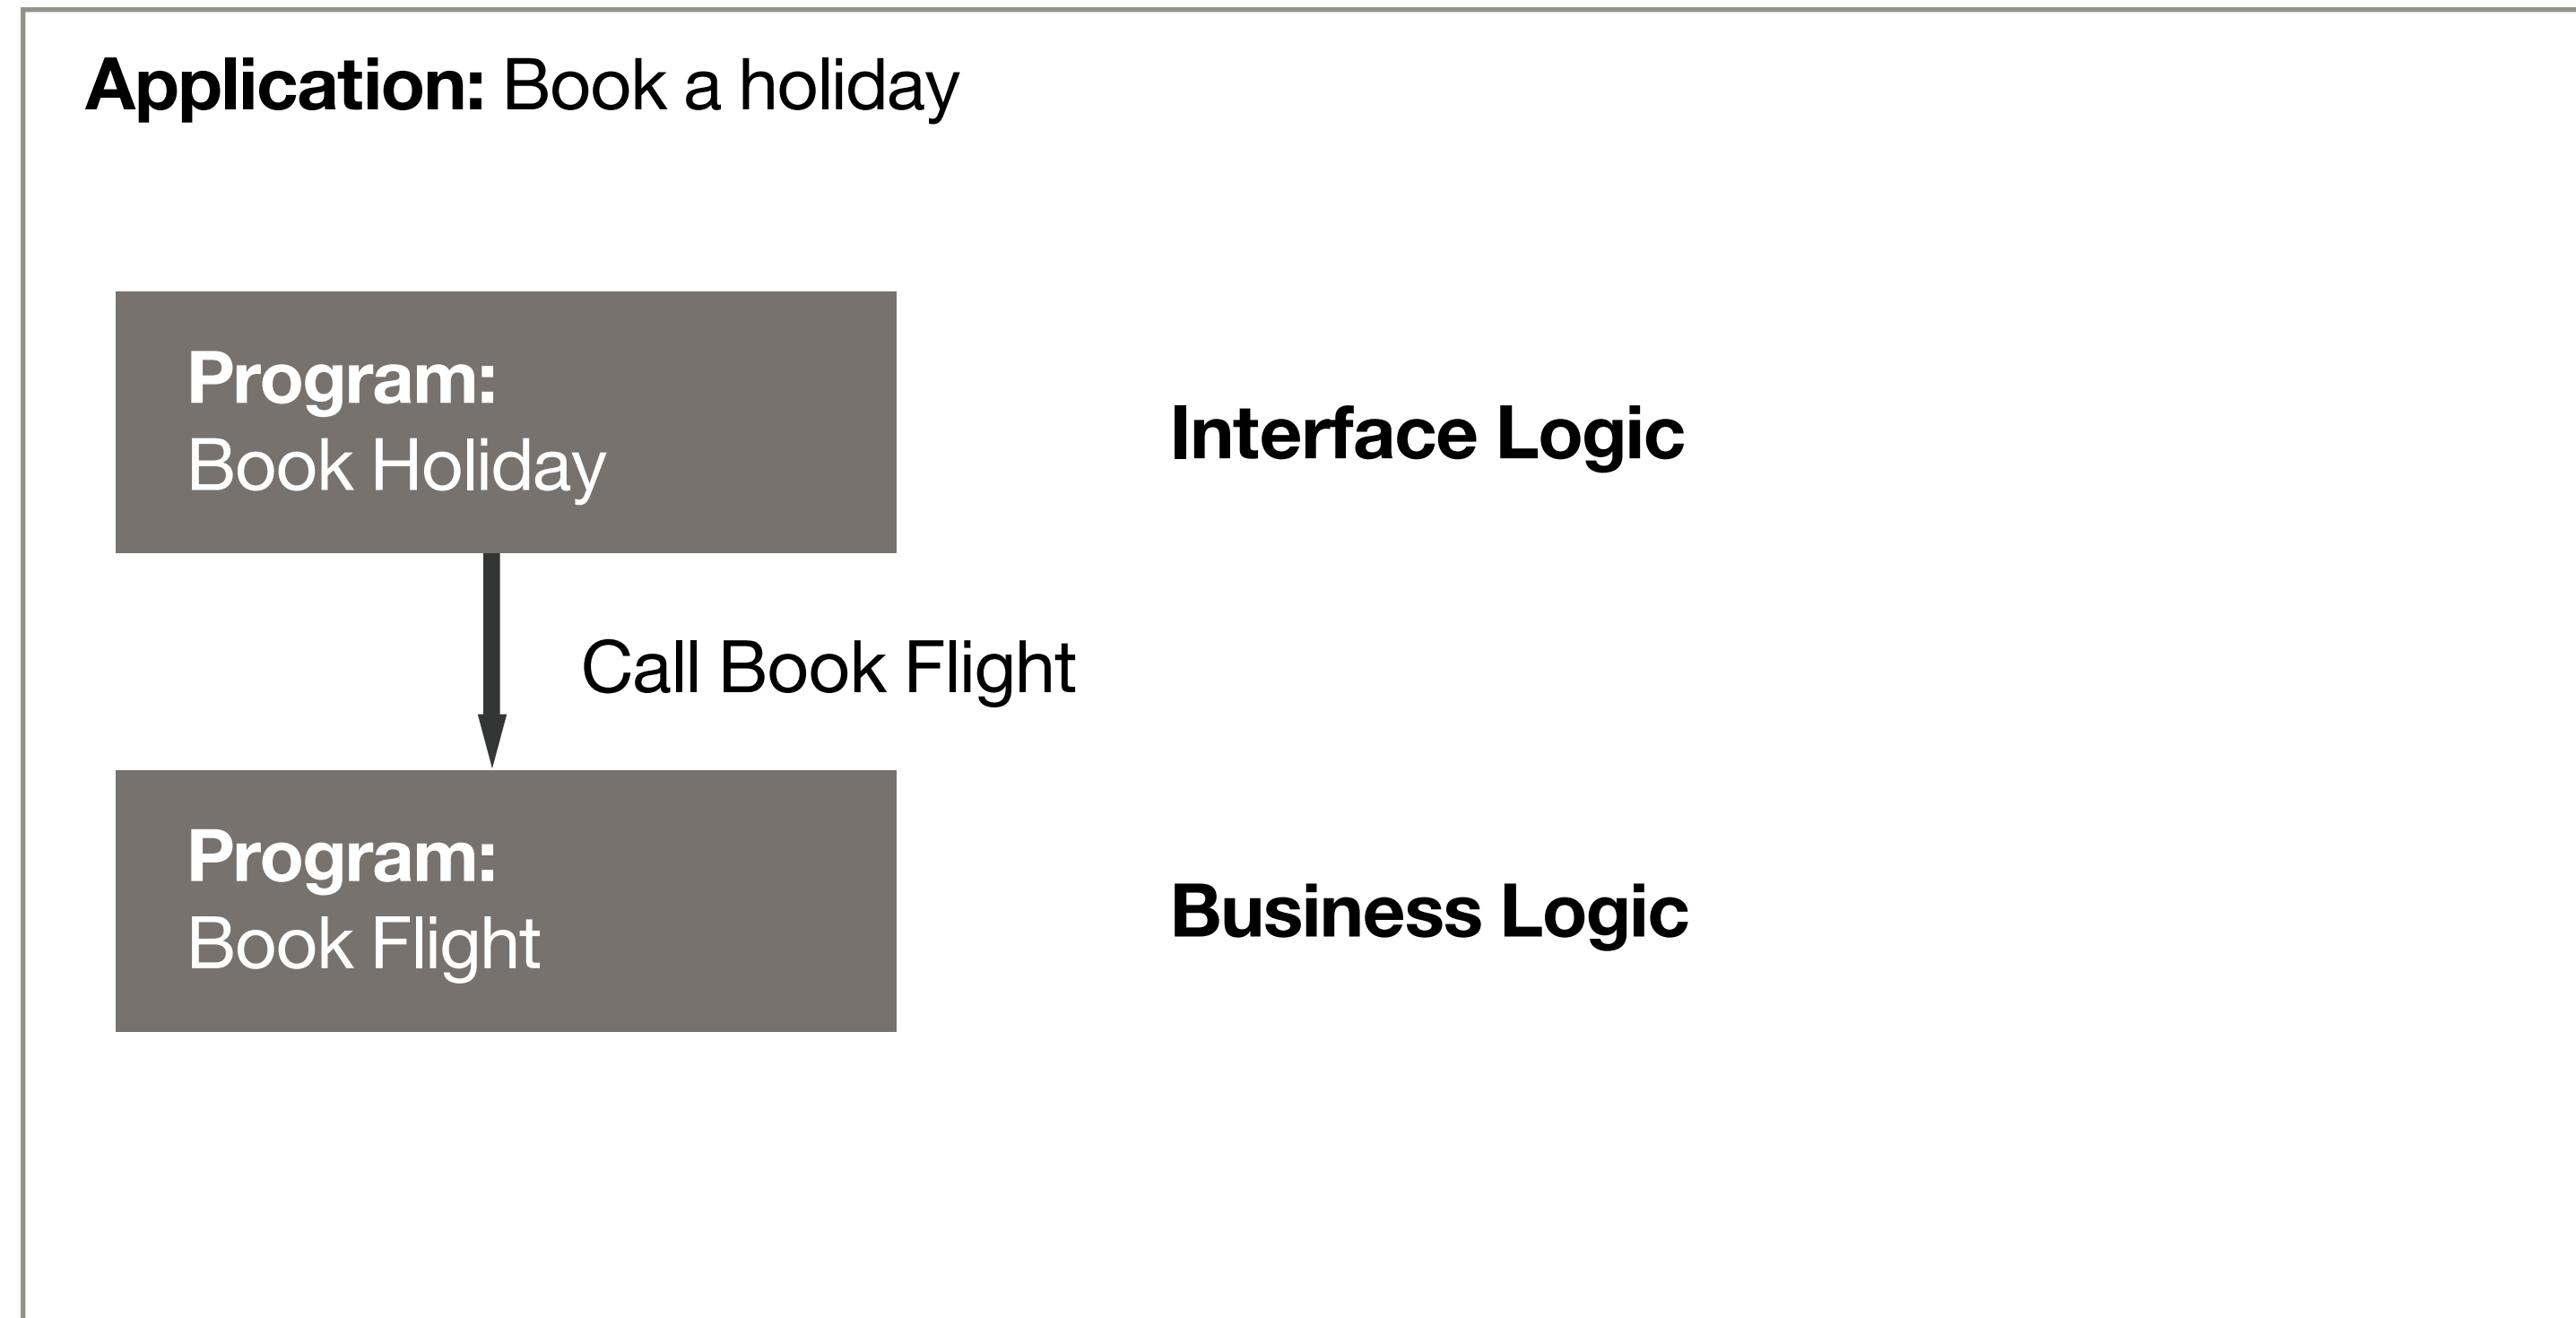 Application: Book a holiday
Program:
Book Holiday
Interface Logic
Call Book Flight
Program:
Book Flight
Business Logic